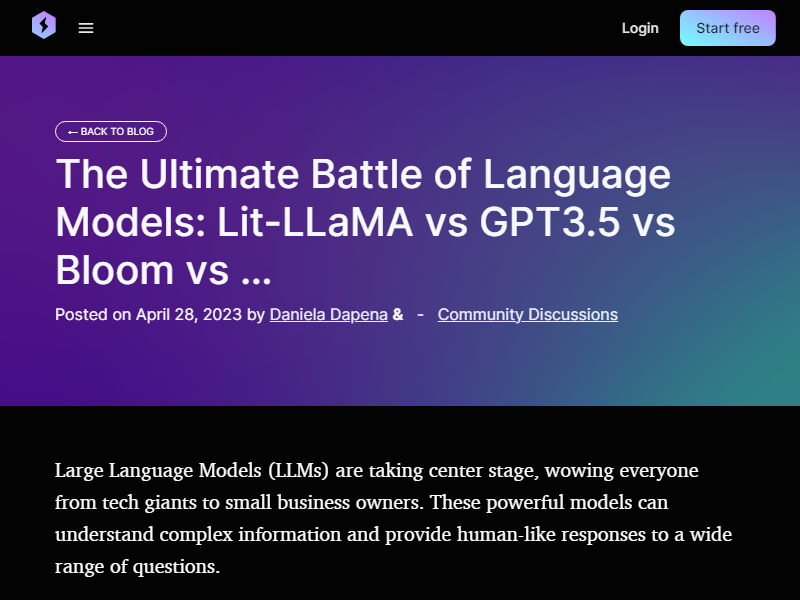 Login
Start free
← BACK TO BLOG
The Ultimate Battle of Language
Models: Lit-LLaMA vs GPT3.5 vs
Bloom vs ...
Posted on April 28, 2023 by Daniela Dapena & - Community Discussions
Large Language Models (LLMs) are taking center stage, wowing everyone
from tech giants to small business owners. These powerful models can
understand complex information and provide human-like responses to a wide
range of questions.